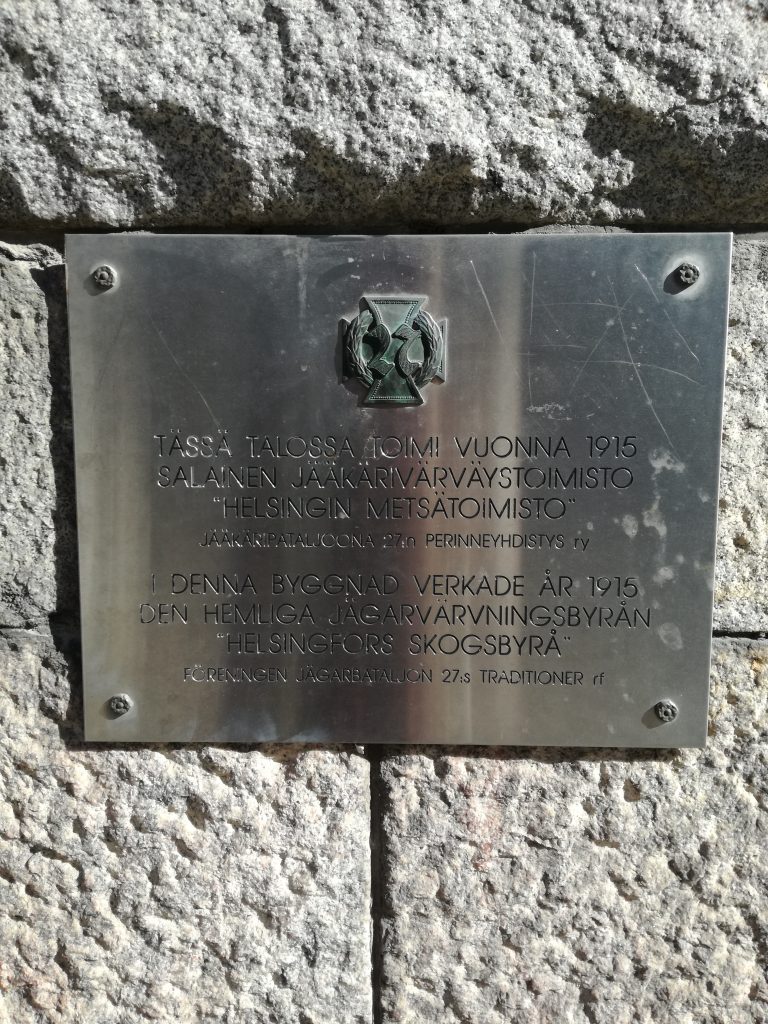 27
TÄSSÄ TALOSSA TOIMI VUONNA 1915
SALAINEN JÄÄKÄRIVÄRVÄYSTOIMISTO
"HELSINGIN METSÄTOIMISTO"
JÄÄKÄRIPATALJOONA 27:n PERINNEYHDISTYS ry
I DENNA BYGGNAD VERKADE ÅR 1915
DEN HEMLIGA JÄGARVÄRVNINGSBYRÅN
"HELSINGFORS SKOGSBYRÅ"
FÖRENINGEN JÄGARBATALJON 27:s TRADITIONER rf